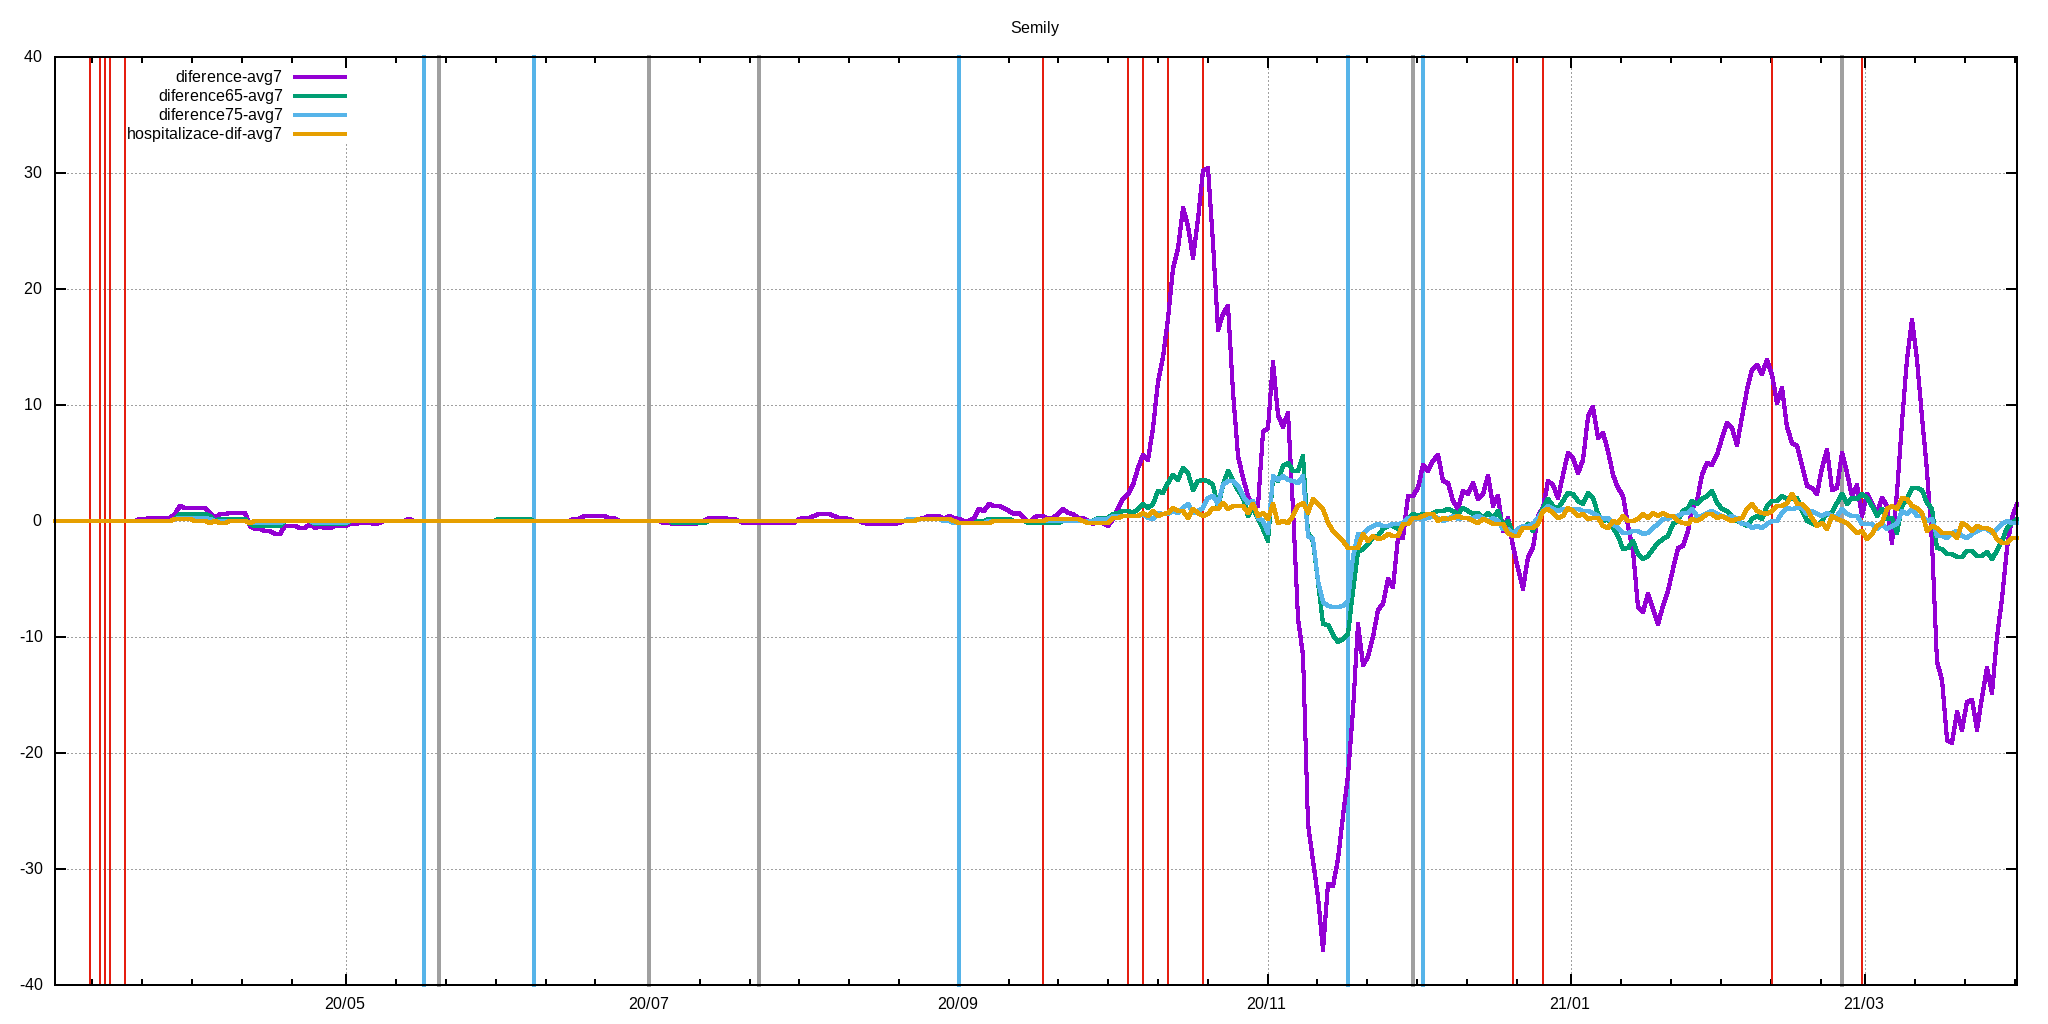 Semily
diference-avg7
diference65-avg7
diference75-avg7
hospitalizace-dif-avg7
40
30
20
10
0
-10
-20
-30
-40
20/05 20/07 20/09 20/11 21/01 21/03